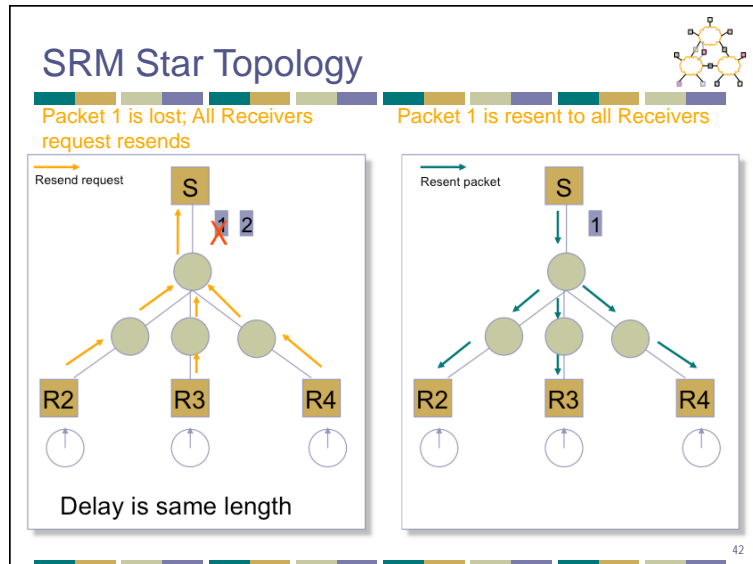 SRM Star Topology
Packet 1 is lost; All Receivers
request resends
Resend request
S
1 2
R2 R3 R4
Delay is same length
Packet 1 is resent to all Receivers
Resent packet
S
1
R2 R3 R4
42